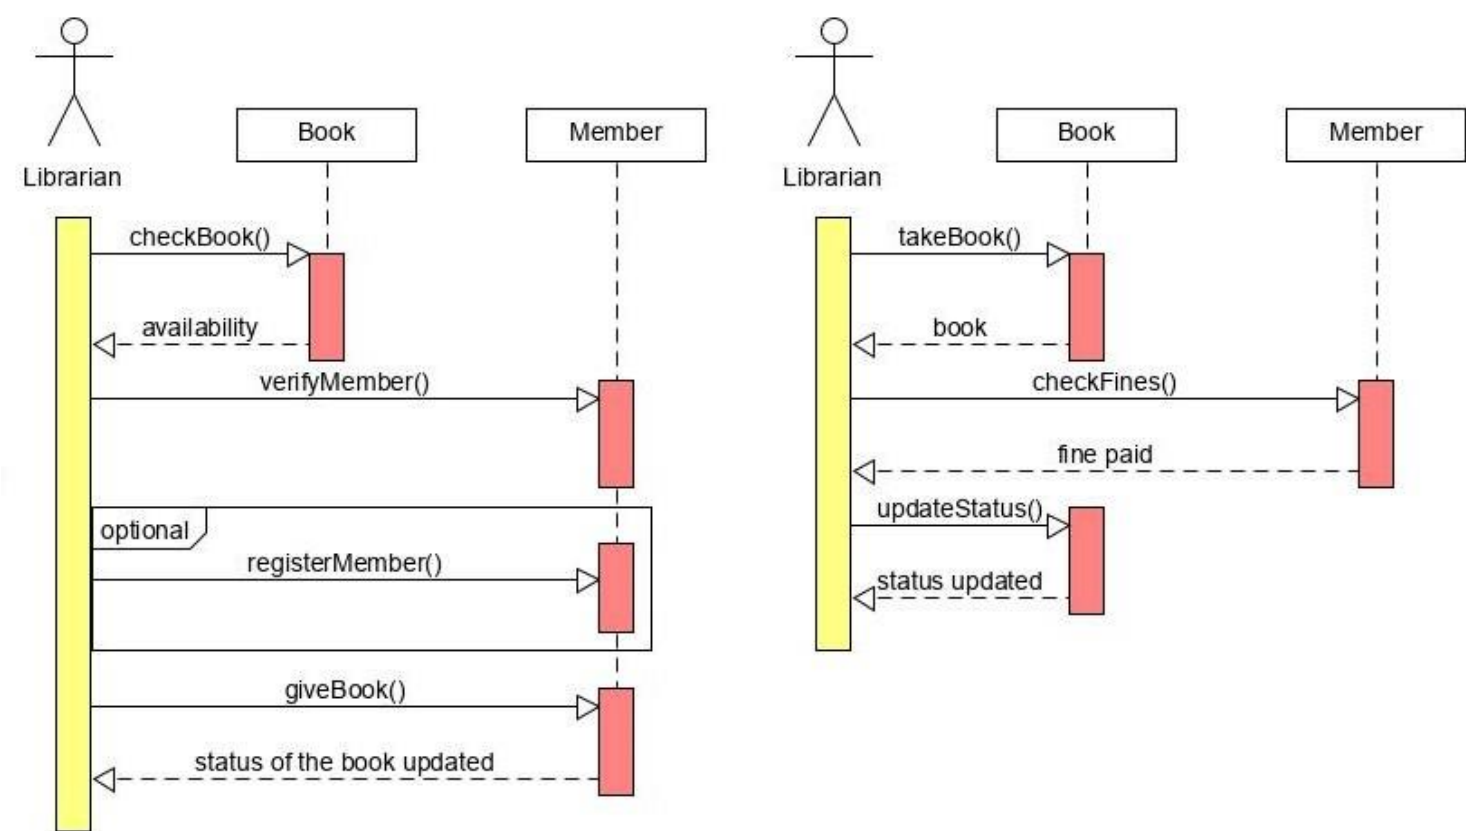 Librarian
Book
Member
checkBook()
availability
verifyMember()
optional
registerMember()
giveBook()
status of the book updated
Librarian
Book
Member
takeBook()
book
checkFines()
fine paid
updateStatus()
status updated